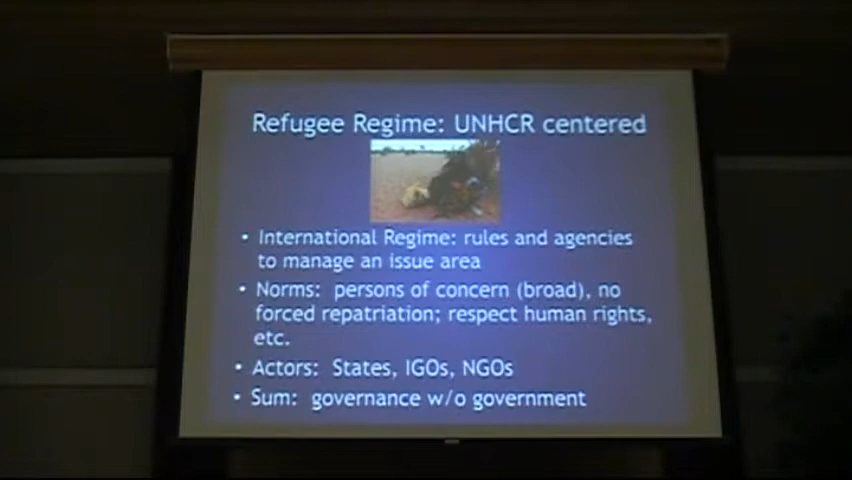 Refugee Regime: UNHCR centered
• International Regime: rules and agencies
to manage an issue area
• Norms: persons of concern (broad), no
forced repatriation; respect human rights,
etc.
• Actors: States, IGOs, NGOs
• Sum: governance w/o government